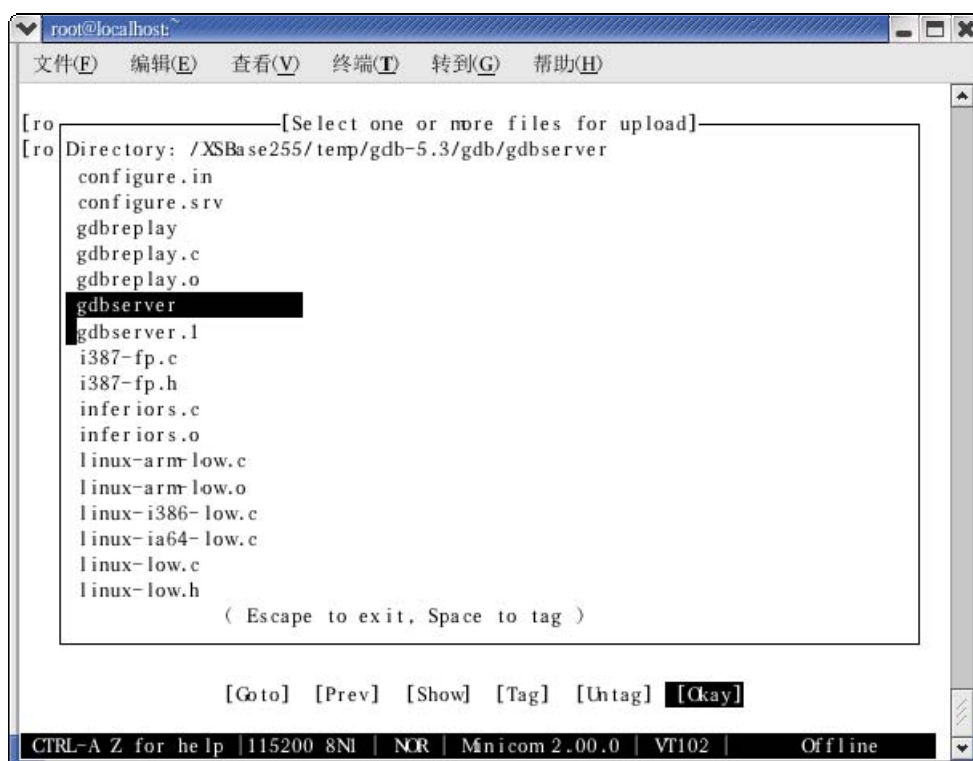 root@localhost:~
文件(F) 编辑(E) 查看(V) 终端(T) 转到(G) 帮助(H)
[ro [Select one or more files for upload]
[ro Directory: /XSBase255/temp/gdb-5.3/gdb/gdbserver
configure.in
configure.srv
gdbreplay
gdbreplay.c
gdbreplay.o
gdbserver
gdbserver.1
i387-fp.c
i387-fp.h
inferiors.c
inferiors.o
linux-arm-low.c
linux-arm-low.o
linux-i386-low.c
linux-ia64-low.c
linux-low.c
linux-low.h
( Escape to exit, Space to tag )
[Goto] [Prev] [Show] [Tag] [Untag] [Okay]
CTRL-A Z for help |115200 8N1 | NOR | Minicom 2.00.0 | VT102 | Offline